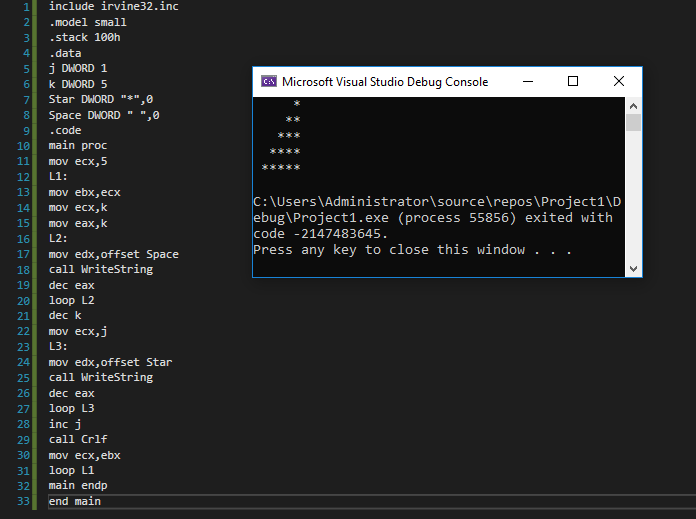 1 include irvine32.inc
2 .model small
3 .stack 100h
4 .data
5 j DWORD 1
6 k DWORD 5
7 Star DWORD "*",0
8 Space DWORD " ",0
9 .code
10 main proc
11 mov ecx,5
12 L1:
13 mov ebx,ecx
14 mov ecx,k
15 mov eax,k
16 L2:
17 mov edx,offset Space
18 call WriteString
19 dec eax
20 loop L2
21 dec k
22 mov ecx,j
23 L3:
24 mov edx,offset Star
25 call WriteString
26 dec eax
27 loop L3
28 inc j
29 call Crlf
30 mov ecx,ebx
31 loop L1
32 main endp
33 end main
C:\ Microsoft Visual Studio Debug Console
*
**
***
****
*****
C:\Users\Administrator\source\repos\Project1\D
ebug\Project1.exe (process 55856) exited with
code -2147483645.
Press any key to close this window . . .